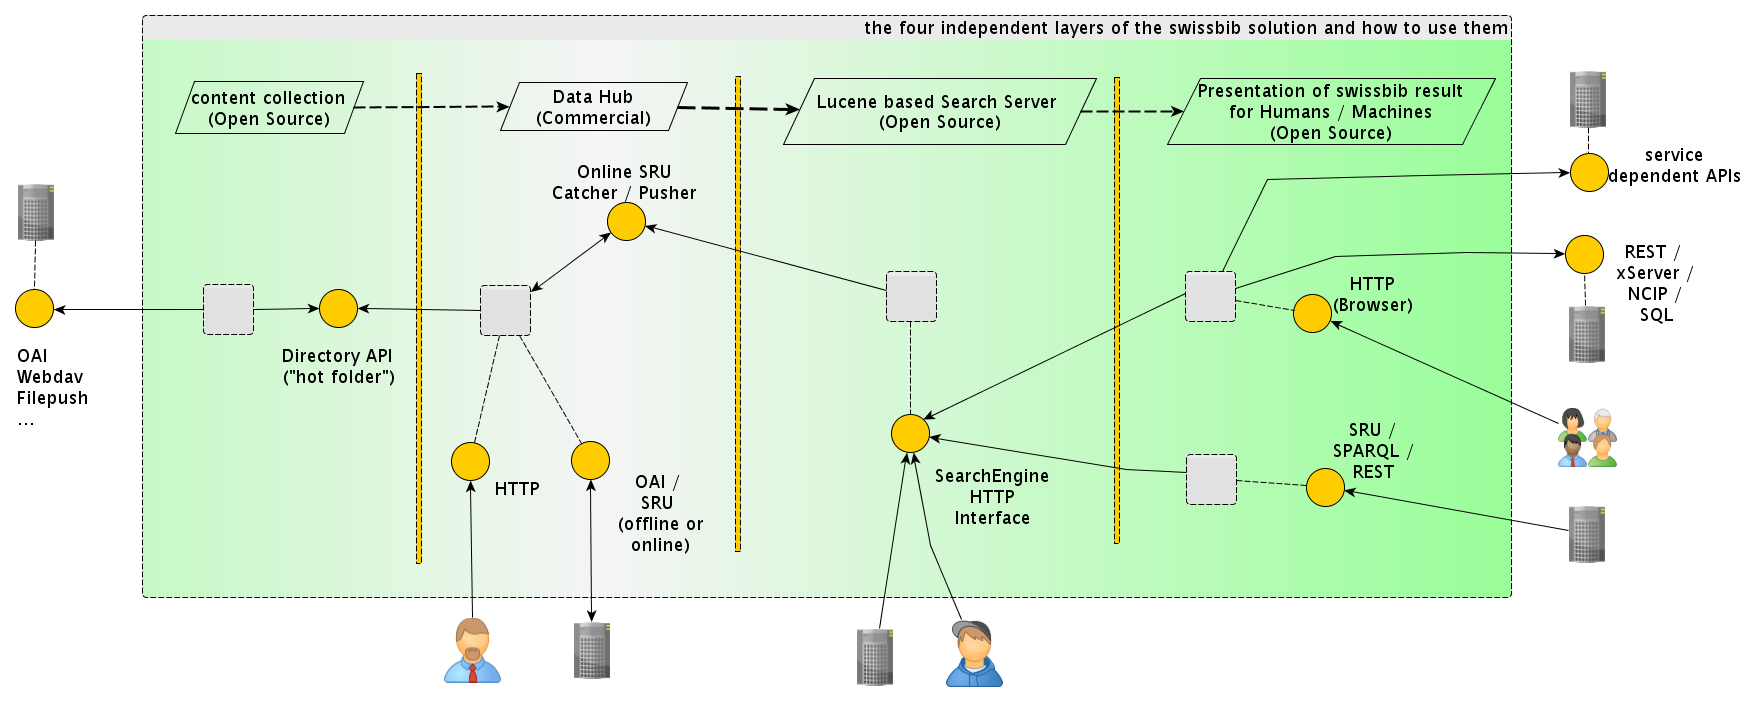 the four independent layers of the swissbib solution and how to use them
content collection
(Open Source)
Data Hub
(Commercial)
Lucene based Search Server
(Open Source)
Presentation of swissbib result
for Humans / Machines
(Open Source)
service
dependent APIs
Online SRU
Catcher / Pusher
REST /
xServer /
NCIP /
SQL
HTTP
(Browser)
OAI
Webdav
Filepush
...
Directory API
("hot folder")
HTTP
OAI /
SRU
(offline or
online)
SearchEngine
HTTP
Interface
SRU /
SPARQL /
REST